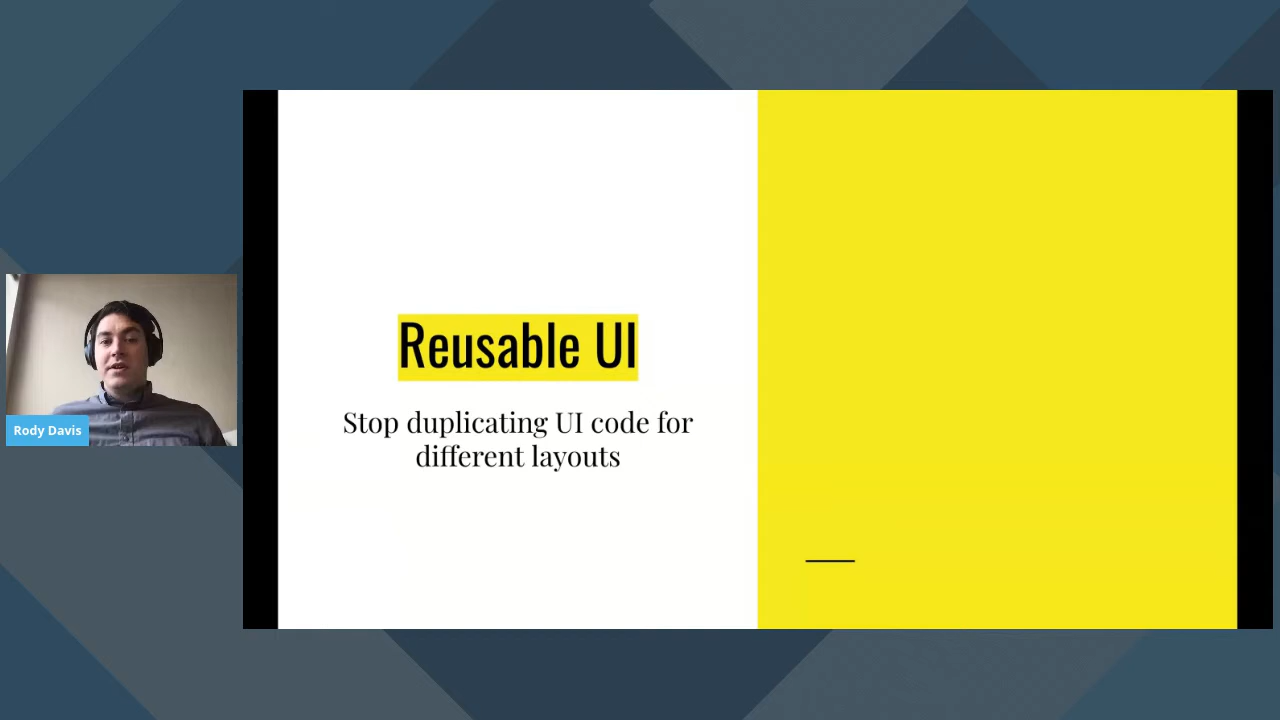 Reusable UI
Stop duplicating UI code for
different layouts
Rody Davis